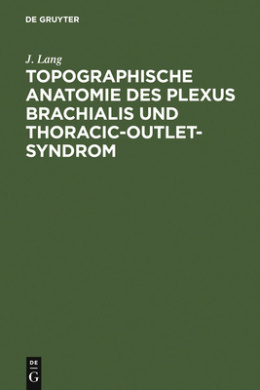 DE GRUYTER
J. Lang
TOPOGRAPHISCHE
ANATOMIE DES PLEXUS
BRACHIALIS UND
THORACIC-OUTLET-
SYNDROM
DE
G